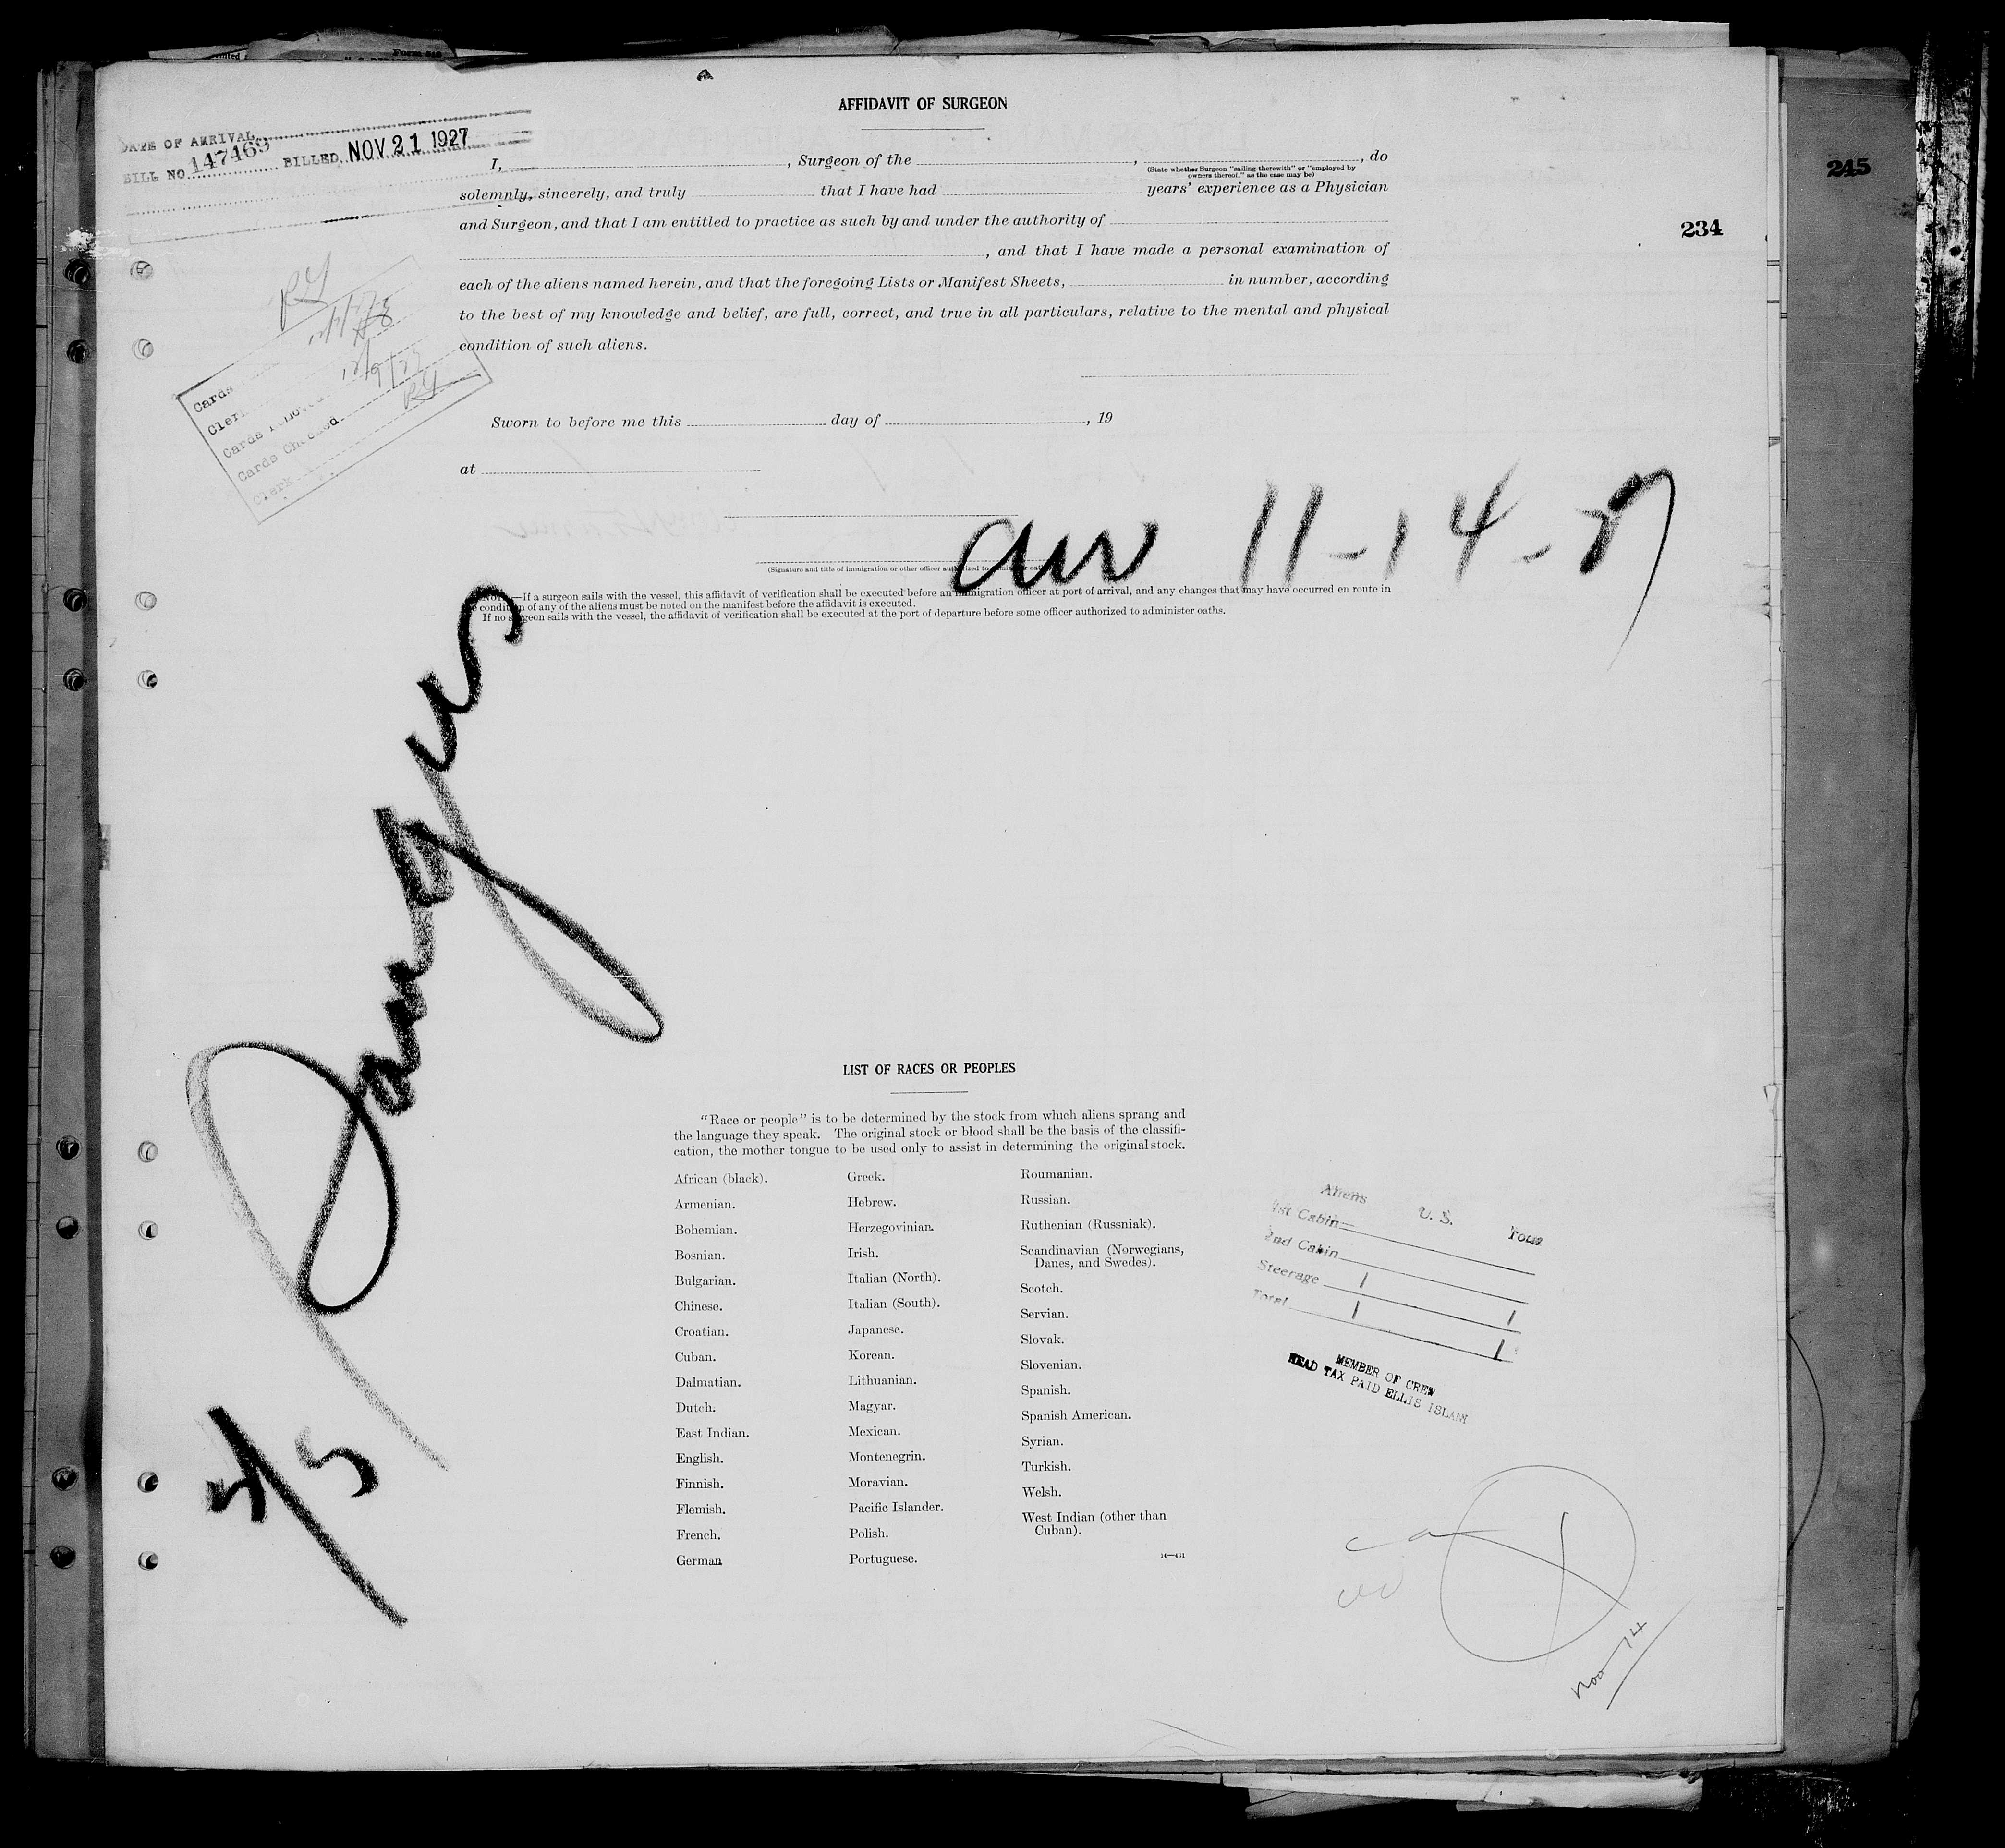 AFFIDAVIT OF SURGEON
DATE OF ARRIVAL
BILL NO. 147469 BILLED NOV 21 1927
245
234
I, , Surgeon of the , , do
(State whether Surgeon "sailing therewith" or "employed by
owners thereof," as the case may be)
solemnly, sincerely, and truly that I have had years' experience as a Physician
and Surgeon, and that I am entitled to practice as such by and under the authority of
, and that I have made a personal examination of
each of the aliens named herein, and that the foregoing Lists or Manifest Sheets, in number, according
to the best of my knowledge and belief, are full, correct, and true in all particulars, relative to the mental and physical
condition of such aliens.
Cards
Clerk
Cards removed
Cards Checked
Clerk
Sworn to before me this day of , 19
at
arr 11-14-27
(Signature and title of immigration or other officer authorized to
NOTE.—If a surgeon sails with the vessel, this affidavit of verification shall be executed before an immigration officer at port of arrival, and any changes that may have occurred en route in
condition of any of the aliens must be noted on the manifest before the affidavit is executed.
If no surgeon sails with the vessel, the affidavit of verification shall be executed at the port of departure before some officer authorized to administer oaths.
LIST OF RACES OR PEOPLES
"Race or people" is to be determined by the stock from which aliens sprang and
the language they speak. The original stock or blood shall be the basis of the classifi-
cation, the mother tongue to be used only to assist in determining the original stock.
African (black).
Armenian.
Bohemian.
Bosnian.
Bulgarian.
Chinese.
Croatian.
Cuban.
Dalmatian.
Dutch.
East Indian.
English.
Finnish.
Flemish.
French.
German
Greek.
Hebrew.
Herzegovinian.
Irish.
Italian (North).
Italian (South).
Japanese.
Korean.
Lithuanian.
Magyar.
Mexican.
Montenegrin.
Moravian.
Pacific Islander.
Polish.
Portuguese.
Roumanian.
Russian.
Ruthenian (Russniak).
Scandinavian (Norwegians,
Danes, and Swedes).
Scotch.
Servian.
Slovak.
Slovenian.
Spanish.
Spanish American.
Syrian.
Turkish.
Welsh.
West Indian (other than
Cuban).
14—431
Aliens U. S. Total
1st Cabin
2nd Cabin
Steerage 1 1
Total 1 1
MEMBER OF CREW
HEAD TAX PAID ELLIS ISLAND
Nov 14